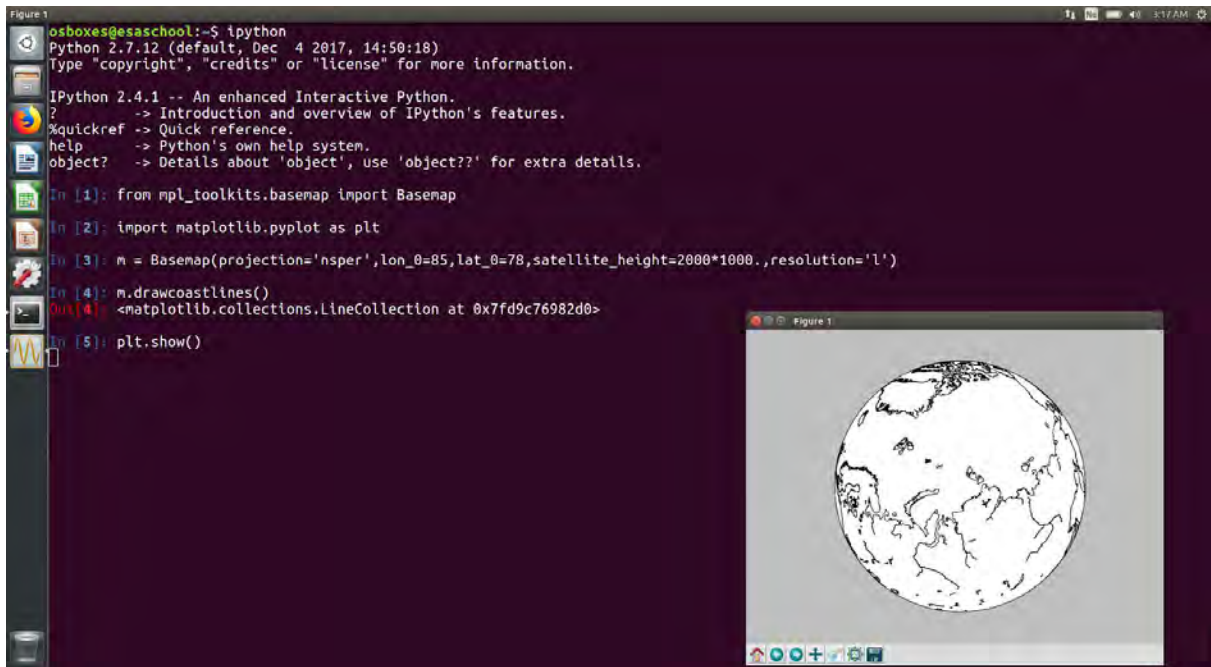 Figure 1
Ne 3:17AM
osboxes@esaschool:~$ ipython
Python 2.7.12 (default, Dec  4 2017, 14:50:18)
Type "copyright", "credits" or "license" for more information.
IPython 2.4.1 -- An enhanced Interactive Python.
?         -> Introduction and overview of IPython's features.
%quickref -> Quick reference.
help      -> Python's own help system.
object?   -> Details about 'object', use 'object??' for extra details.
In [1]: from mpl_toolkits.basemap import Basemap
In [2]: import matplotlib.pyplot as plt
In [3]: m = Basemap(projection='nsper',lon_0=85,lat_0=78,satellite_height=2000*1000.,resolution='l')
In [4]: m.drawcoastlines()
Out[4]: <matplotlib.collections.LineCollection at 0x7fd9c76982d0>
In [5]: plt.show()
Figure 1